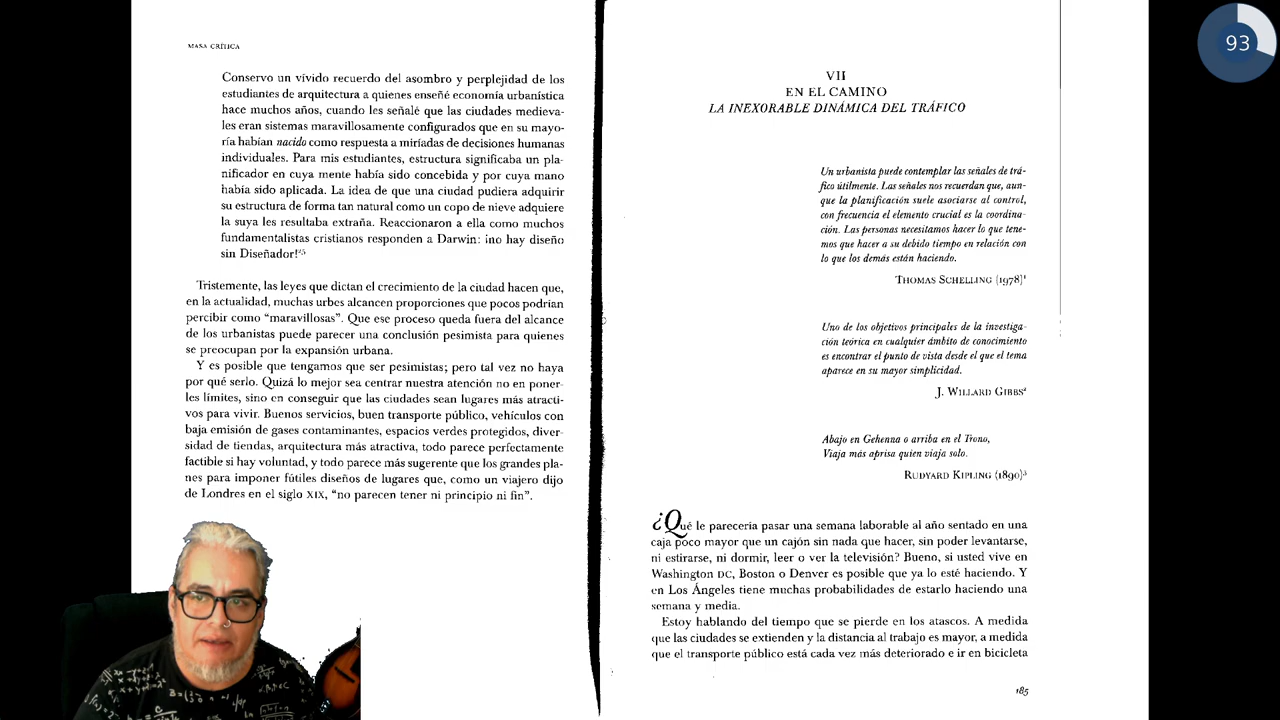 93
MASA CRÍTICA
Conservo un vívido recuerdo del asombro y perplejidad de los
estudiantes de arquitectura a quienes enseñé economía urbanística
hace muchos años, cuando les señalé que las ciudades medieva-
les eran sistemas maravillosamente configurados que en su mayo-
ría habían nacido como respuesta a miríadas de decisiones humanas
individuales. Para mis estudiantes, estructura significaba un pla-
nificador en cuya mente había sido concebida y por cuya mano
había sido aplicada. La idea de que una ciudad pudiera adquirir
su estructura de forma tan natural como un copo de nieve adquiere
la suya les resultaba extraña. Reaccionaron a ella como muchos
fundamentalistas cristianos responden a Darwin: ¡no hay diseño
sin Diseñador!²⁵
Tristemente, las leyes que dictan el crecimiento de la ciudad hacen que,
en la actualidad, muchas urbes alcancen proporciones que pocos podrían
percibir como “maravillosas”. Que ese proceso queda fuera del alcance
de los urbanistas puede parecer una conclusión pesimista para quienes
se preocupan por la expansión urbana.
Y es posible que tengamos que ser pesimistas; pero tal vez no haya
por qué serlo. Quizá lo mejor sea centrar nuestra atención no en poner-
les límites, sino en conseguir que las ciudades sean lugares más atracti-
vos para vivir. Buenos servicios, buen transporte público, vehículos con
baja emisión de gases contaminantes, espacios verdes protegidos, diver-
sidad de tiendas, arquitectura más atractiva, todo parece perfectamente
factible si hay voluntad, y todo parece más sugerente que los grandes pla-
nes para imponer fútiles diseños de lugares que, como un viajero dijo
de Londres en el siglo XIX, “no parecen tener ni principio ni fin”.
VII
EN EL CAMINO
LA INEXORABLE DINÁMICA DEL TRÁFICO
Un urbanista puede contemplar las señales de trá-
fico útilmente. Las señales nos recuerdan que, aun-
que la planificación suele asociarse al control,
con frecuencia el elemento crucial es la coordina-
ción. Las personas necesitamos hacer lo que tene-
mos que hacer a su debido tiempo en relación con
lo que los demás están haciendo.
THOMAS SCHELLING (1978)¹
Uno de los objetivos principales de la investiga-
ción teórica en cualquier ámbito de conocimiento
es encontrar el punto de vista desde el que el tema
aparece en su mayor simplicidad.
J. WILLARD GIBBS²
Abajo en Gehenna o arriba en el Trono,
Viaja más aprisa quien viaja solo.
RUDYARD KIPLING (1890)³
¿Qué le parecería pasar una semana laborable al año sentado en una
caja poco mayor que un cajón sin nada que hacer, sin poder levantarse,
ni estirarse, ni dormir, leer o ver la televisión? Bueno, si usted vive en
Washington DC, Boston o Denver es posible que ya lo esté haciendo. Y
en Los Ángeles tiene muchas probabilidades de estarlo haciendo una
semana y media.
Estoy hablando del tiempo que se pierde en los atascos. A medida
que las ciudades se extienden y la distancia al trabajo es mayor, a medida
que el transporte público está cada vez más deteriorado e ir en bicicleta
185